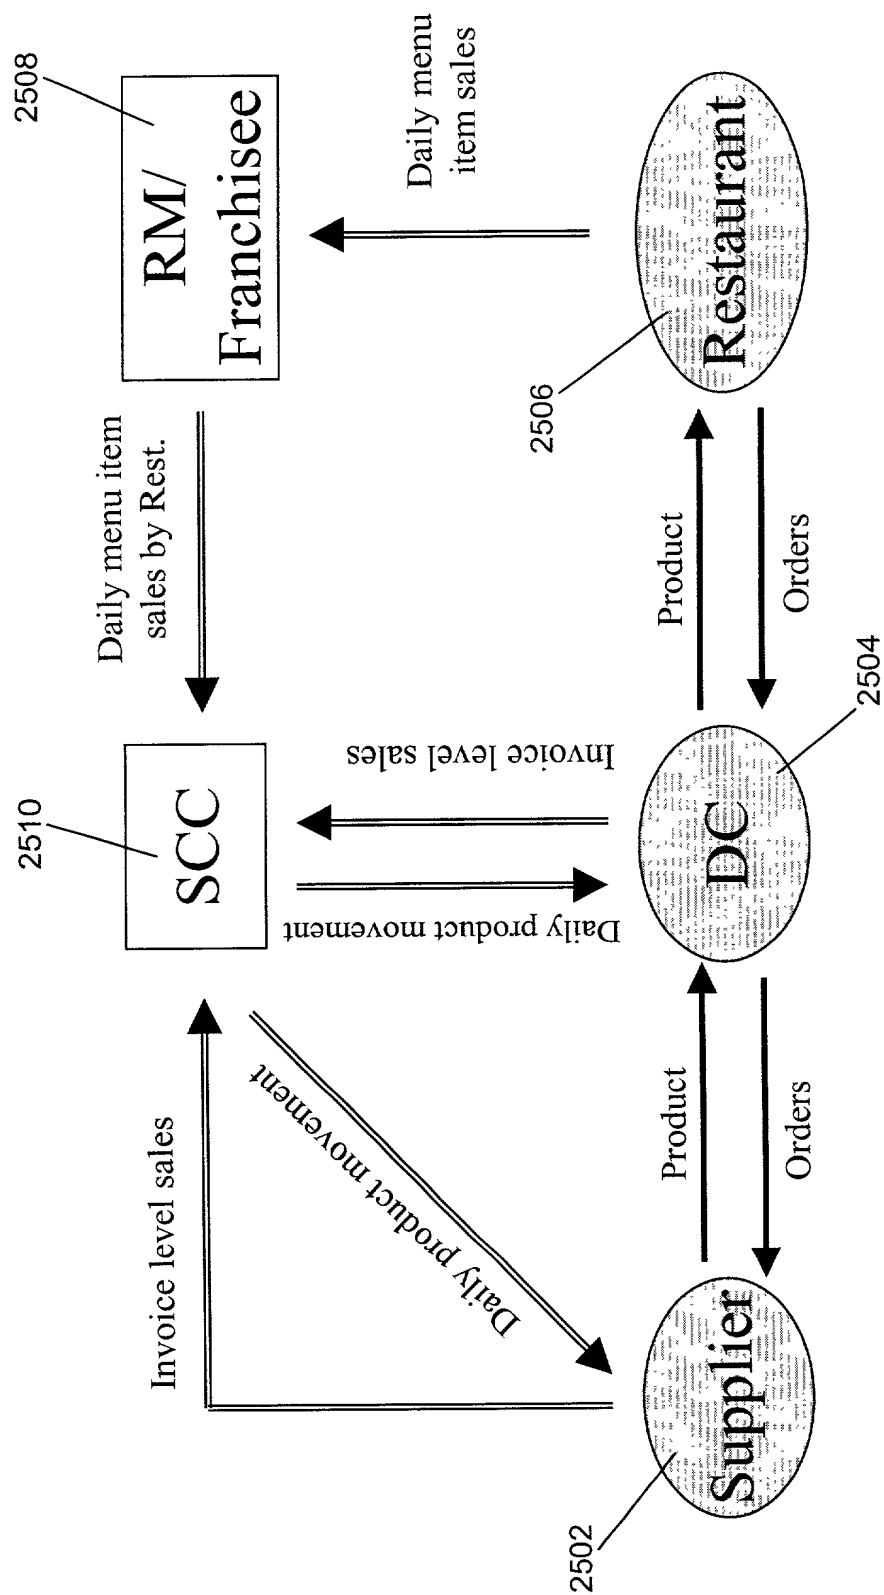 2510
2508
SCC
RM/
Franchisee
Daily menu item
sales by Rest.
Invoice level sales
Daily product movement
Daily product movement
Invoice level sales
Daily menu
item sales
2502
Supplier
Product
Orders
DC
2504
Product
Orders
2506
Restaurant